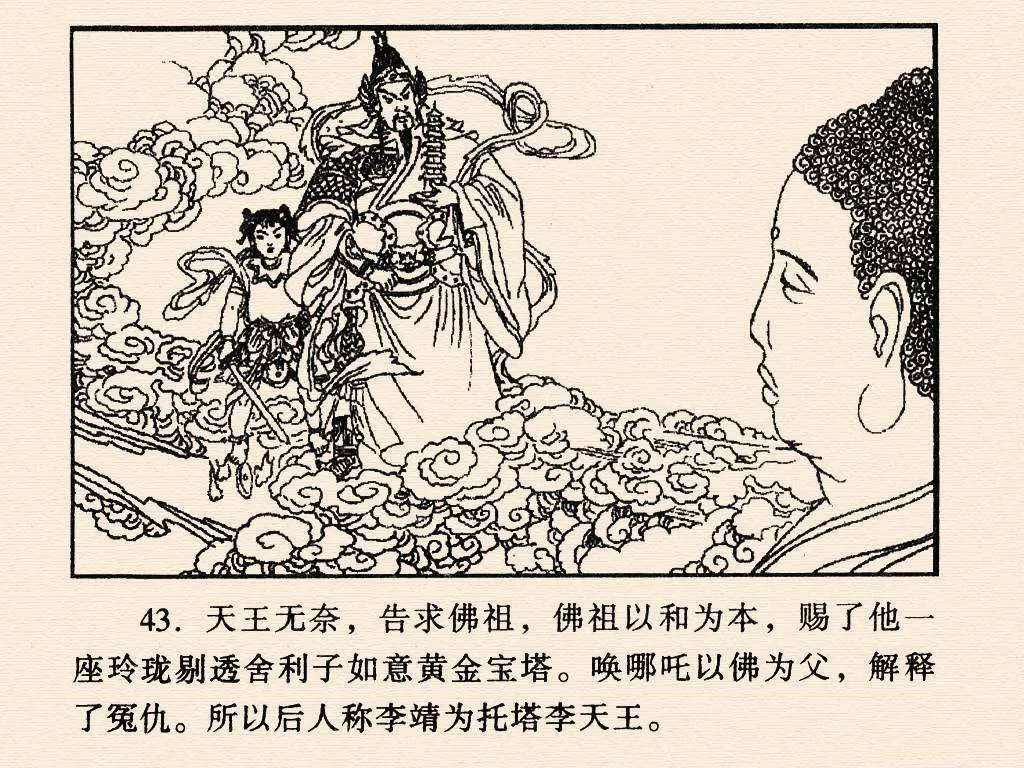 43. 天王无奈，告求佛祖，佛祖以和为本，赐了他一
座玲珑剔透舍利子如意黄金宝塔。唤哪吒以佛为父，解释
了冤仇。所以后人称李靖为托塔李天王。